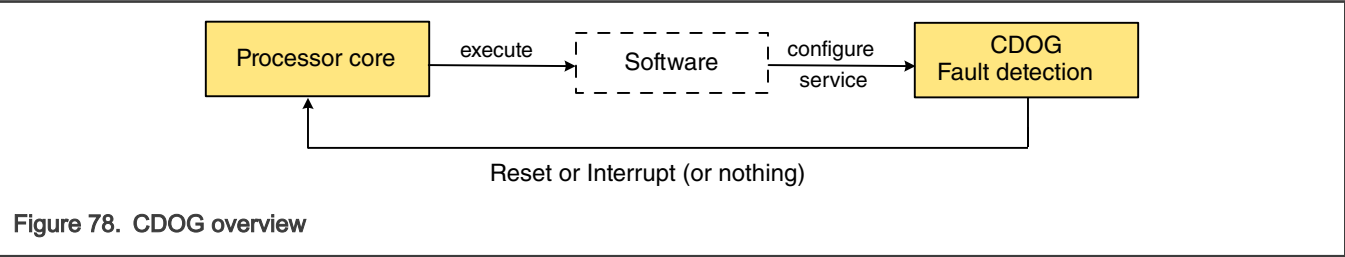 Processor core
execute
Software
configure
service
CDOG
Fault detection
Reset or Interrupt (or nothing)
Figure 78. CDOG overview